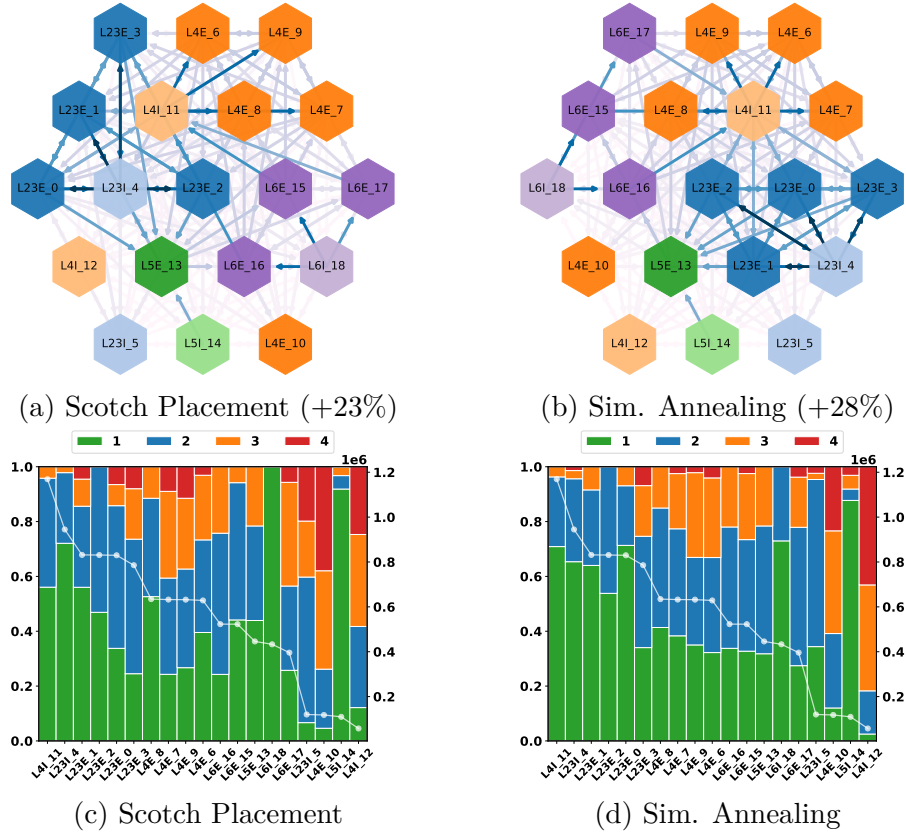 L23E_3 L4E_6 L4E_9
L23E_1 L4I_11 L4E_8 L4E_7
L23E_0 L23I_4 L23E_2 L6E_15 L6E_17
L4I_12 L5E_13 L6E_16 L6I_18
L23I_5 L5I_14 L4E_10
(a) Scotch Placement (+23%)
L6E_17 L4E_9 L4E_6
L6E_15 L4E_8 L4I_11 L4E_7
L6I_18 L6E_16 L23E_2 L23E_0 L23E_3
L4E_10 L5E_13 L23E_1 L23I_4
L4I_12 L5I_14 L23I_5
(b) Sim. Annealing (+28%)
1 2 3 4
1e6
1.0
0.8
0.6
0.4
0.2
0.0
1.2
1.0
0.8
0.6
0.4
0.2
L4I_11 L23I_4 L23E_1 L23E_2 L23E_0 L23E_3 L4E_8 L4E_7 L4E_9 L4E_6 L6E_16 L6E_15 L5E_13 L6I_18 L6E_17 L23I_5 L4E_10 L5I_14 L4I_12
(c) Scotch Placement
1 2 3 4
1e6
1.0
0.8
0.6
0.4
0.2
0.0
1.2
1.0
0.8
0.6
0.4
0.2
L4I_11 L23I_4 L23E_1 L23E_2 L23E_0 L23E_3 L4E_8 L4E_7 L4E_9 L4E_6 L6E_16 L6E_15 L5E_13 L6I_18 L6E_17 L23I_5 L4E_10 L5I_14 L4I_12
(d) Sim. Annealing